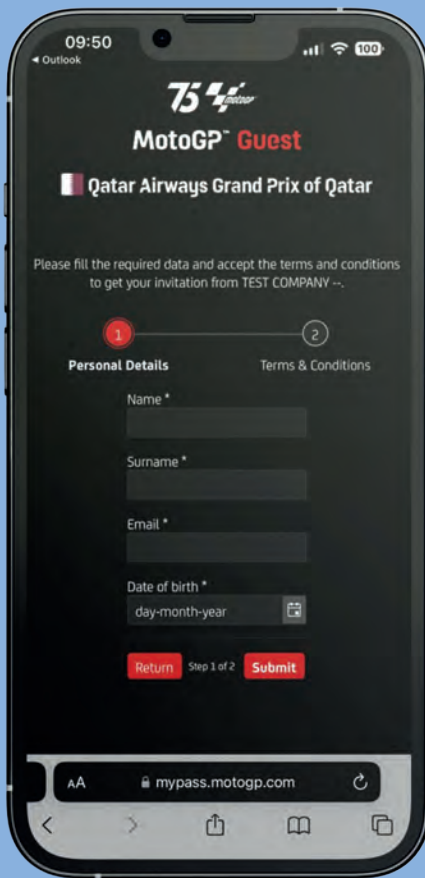 09:50
100
Outlook
75 MotoGP
MotoGP™ Guest
Qatar Airways Grand Prix of Qatar
Please fill the required data and accept the terms and conditions
to get your invitation from TEST COMPANY --.
1
2
Personal Details
Terms & Conditions
Name *
Surname *
Email *
Date of birth *
day-month-year
Return Step 1 of 2 Submit
AA mypass.motogp.com